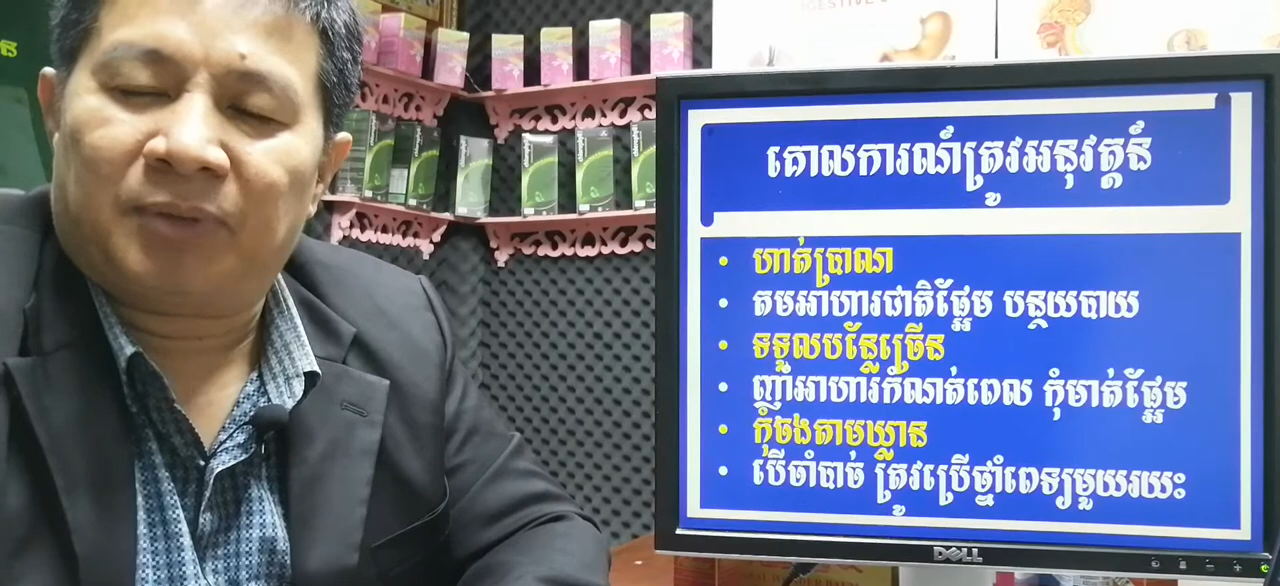 DIGESTIVE
គោលការណ៍ត្រូវអនុវត្តន៍
• ហាត់ប្រាណ
• តមអាហារជាតិផ្អែម បន្ថយបាយ
• ទទួលបន្លែច្រើន
• ញ៉ាំអាហារកំណត់ពេល កុំមាត់ផ្អែម
• កុំចងតាមឃ្លាន
• បើចាំបាច់ ត្រូវប្រើថ្នាំពេទ្យមួយរយៈ
DELL